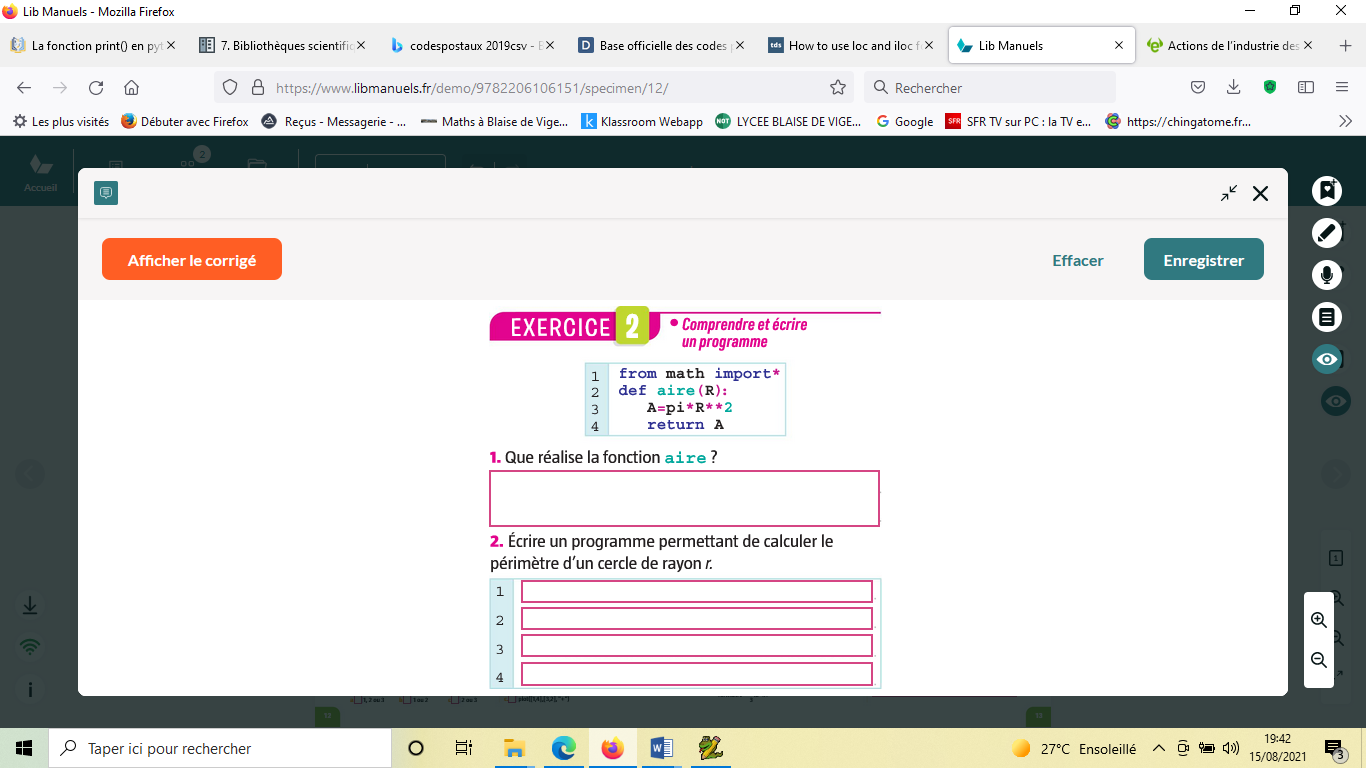 Lib Manuels - Mozilla Firefox
La fonction print() en pyt
7. Bibliothèques scientific
codespostaux 2019csv - E
Base officielle des codes p
How to use loc and iloc f
Lib Manuels
Actions de l'industrie des
https://www.libmanuels.fr/demo/9782206106151/specimen/12/
Rechercher
Les plus visités
Débuter avec Firefox
Reçus - Messagerie - ...
Maths à Blaise de Vige...
Klassroom Webapp
LYCEE BLAISE DE VIGE...
Google
SFR TV sur PC : la TV e...
https://chingatome.fr...
2
Accueil
Afficher le corrigé
Effacer
Enregistrer
EXERCICE 2
• Comprendre et écrire
un programme
1 from math import*
2 def aire(R):
3 A=pi*R**2
4 return A
1. Que réalise la fonction aire ?
2. Écrire un programme permettant de calculer le
périmètre d'un cercle de rayon r.
1
2
3
4
1
12
12
Taper ici pour rechercher
27°C Ensoleillé
19:42
15/08/2021
3